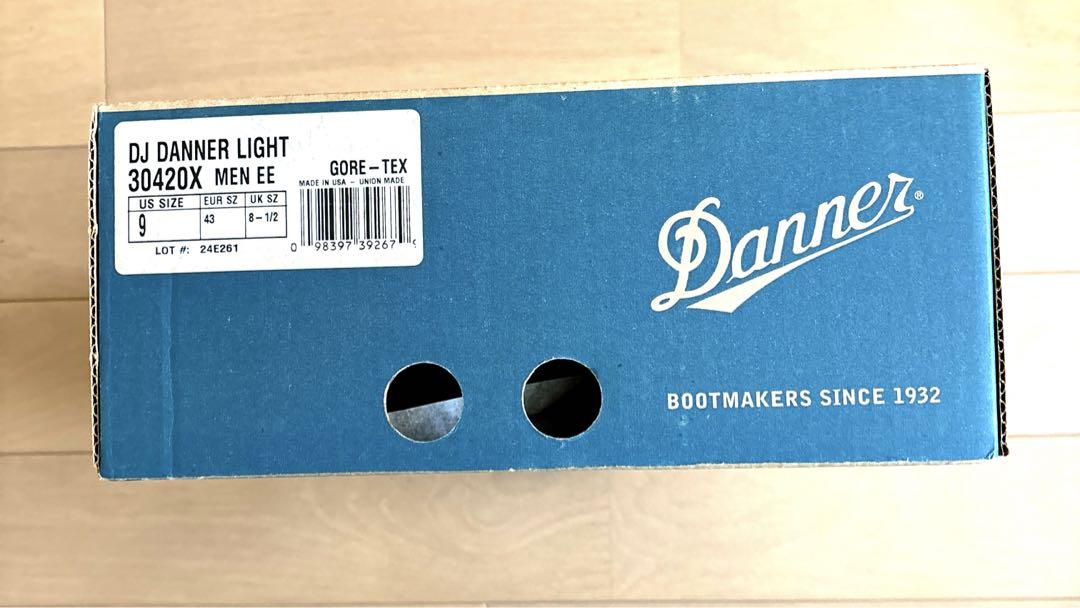 DJ DANNER LIGHT
30420X MEN EE
GORE-TEX
MADE IN USA - UNION MADE
US SIZE EUR SZ UK SZ
9 43 8-1/2
LOT #: 24E261
0 98397 39267 9
Danner®
BOOTMAKERS SINCE 1932